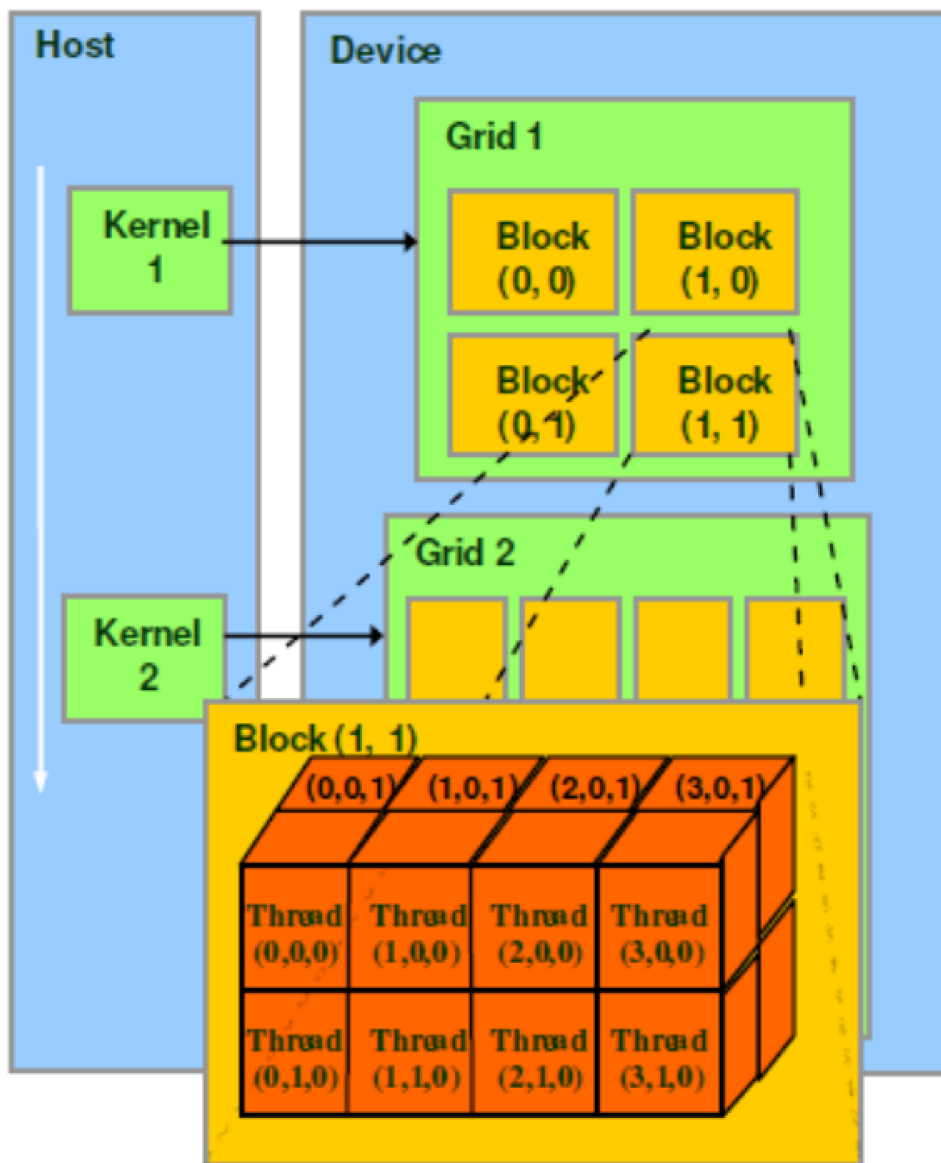 Host
Device
Grid 1
Kernel
1
Block
(0, 0)
Block
(1, 0)
Block
(0, 1)
Block
(1, 1)
Grid 2
Kernel
2
Block (1, 1)
(0,0,1) (1,0,1) (2,0,1) (3,0,1)
Thread
(0,0,0)
Thread
(1,0,0)
Thread
(2,0,0)
Thread
(3,0,0)
Thread
(0,1,0)
Thread
(1,1,0)
Thread
(2,1,0)
Thread
(3,1,0)